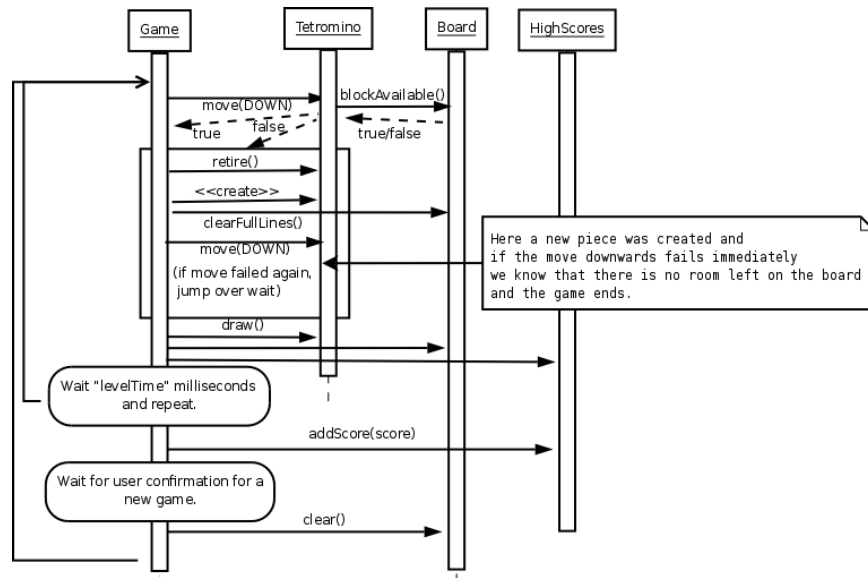 Game
Tetromino
Board
HighScores
move(DOWN)
blockAvailable()
true
false
true/false
retire()
<<create>>
clearFullLines()
move(DOWN)
(if move failed again,
jump over wait)
Here a new piece was created and
if the move downwards fails immediately
we know that there is no room left on the board
and the game ends.
draw()
Wait "levelTime" milliseconds
and repeat.
addScore(score)
Wait for user confirmation for a
new game.
clear()